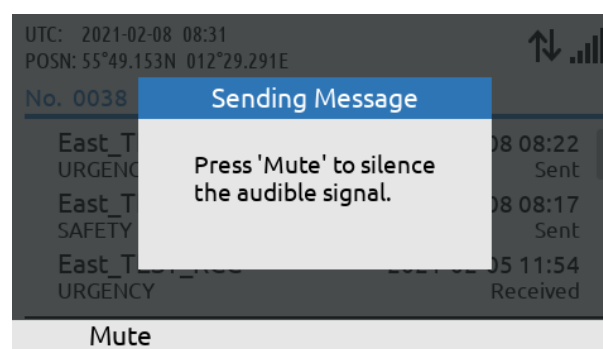 UTC: 2021-02-08 08:31
POSN: 55°49.153N 012°29.291E
No. 0038
Sending Message
Press 'Mute' to silence
the audible signal.
East_T 08 08:22
URGENC Sent
East_T 08 08:17
SAFETY Sent
East_TEST_RCC 2021-02-05 11:54
URGENCY Received
Mute